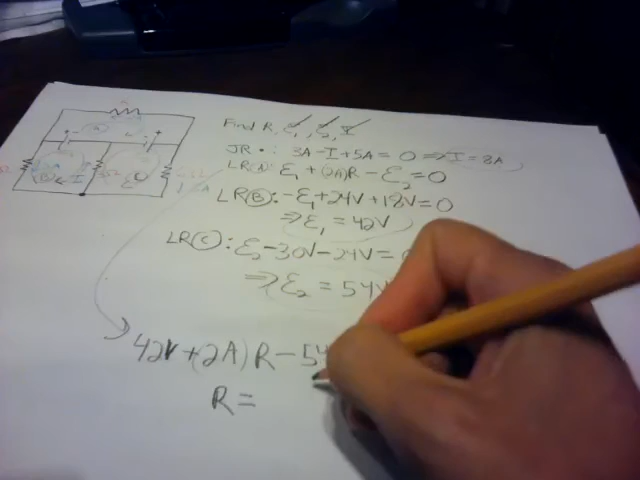 Find R, ℰ₁, ℰ₂, I
JR • : 3A - I + 5A = 0 ⇒ I = 8A
LR Ⓐ: ℰ₁ + (2A)R - ℰ₂ = 0
LR Ⓑ: -ℰ₁ + 24V + 18V = 0
⇒ ℰ₁ = 42V
LR Ⓒ: ℰ₂ - 30V - 24V =
⇒ ℰ₂ = 54V
42V + (2A)R - 54
R =